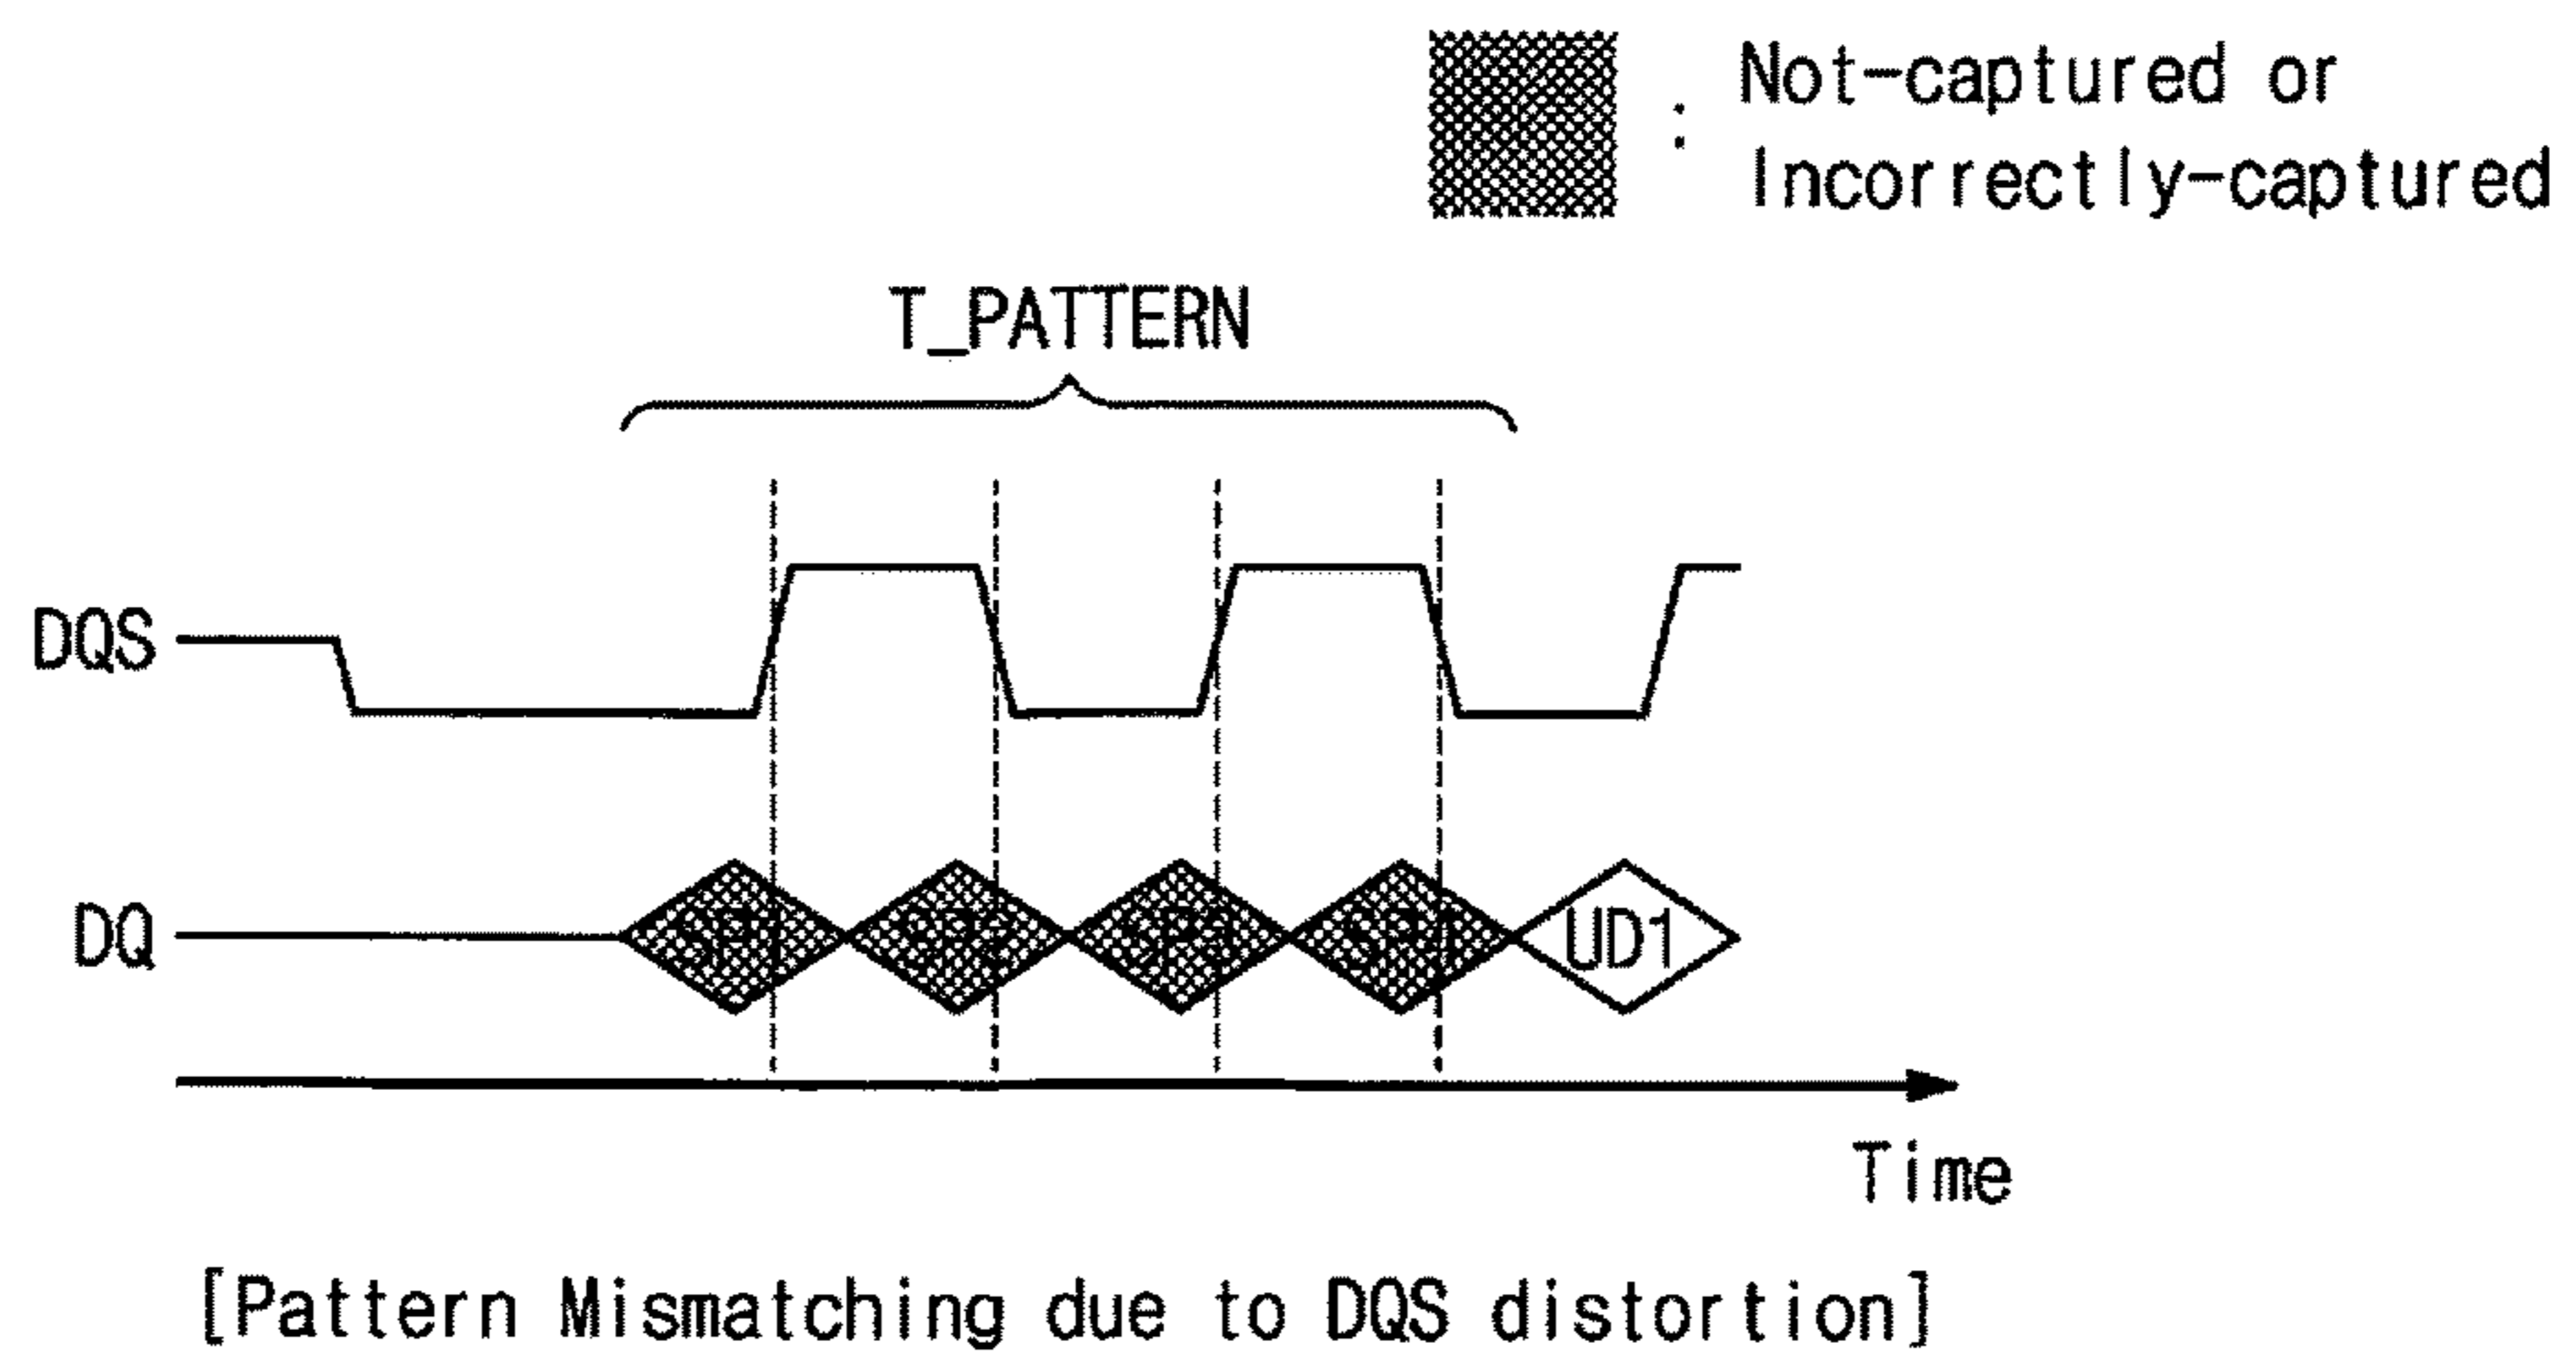 : Not-captured or
Incorrectly-captured
T_PATTERN
DQS
DQ
UD1
Time
[Pattern Mismatching due to DQS distortion]